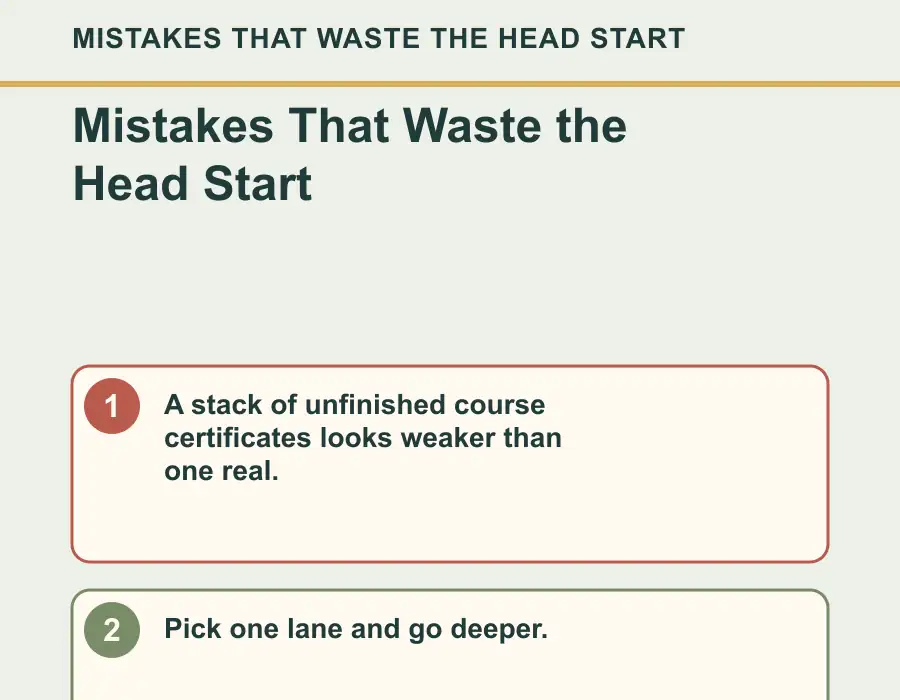 MISTAKES THAT WASTE THE HEAD START
Mistakes That Waste the
Head Start
1
A stack of unfinished course
certificates looks weaker than
one real.
2
Pick one lane and go deeper.